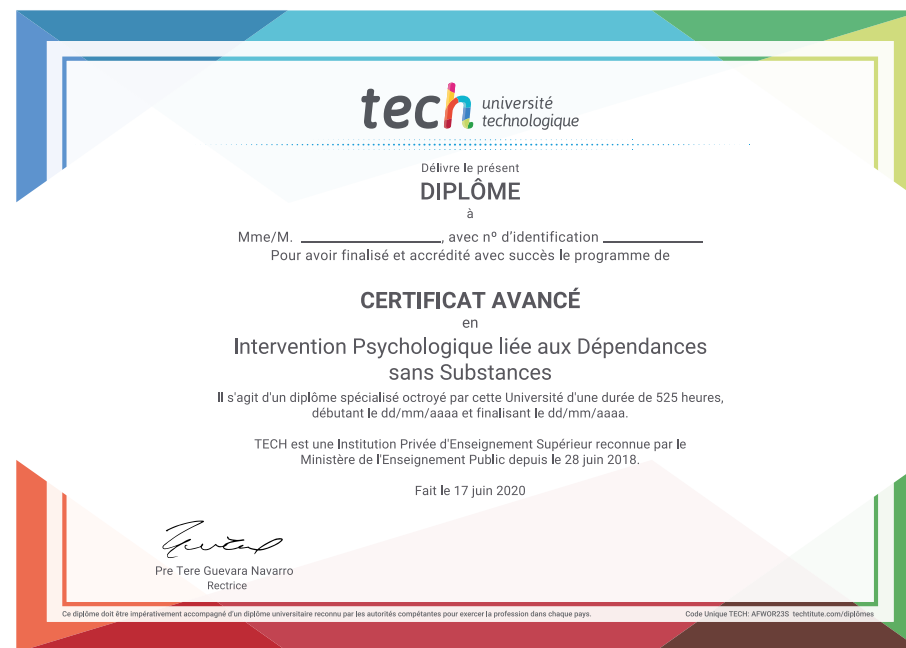 tech université
technologique
Délivre le présent
DIPLÔME
à
Mme/M. ____________________, avec nº d'identification ______________
Pour avoir finalisé et accrédité avec succès le programme de
CERTIFICAT AVANCÉ
en
Intervention Psychologique liée aux Dépendances
sans Substances
Il s'agit d'un diplôme spécialisé octroyé par cette Université d'une durée de 525 heures,
débutant le dd/mm/aaaa et finalisant le dd/mm/aaaa.
TECH est une Institution Privée d'Enseignement Supérieur reconnue par le
Ministère de l'Enseignement Public depuis le 28 juin 2018.
Fait le 17 juin 2020
Pre Tere Guevara Navarro
Rectrice
Ce diplôme doit être impérativement accompagné d'un diplôme universitaire reconnu par les autorités compétentes pour exercer la profession dans chaque pays.
Code Unique TECH: AFWOR23S techtitute.com/diplômes